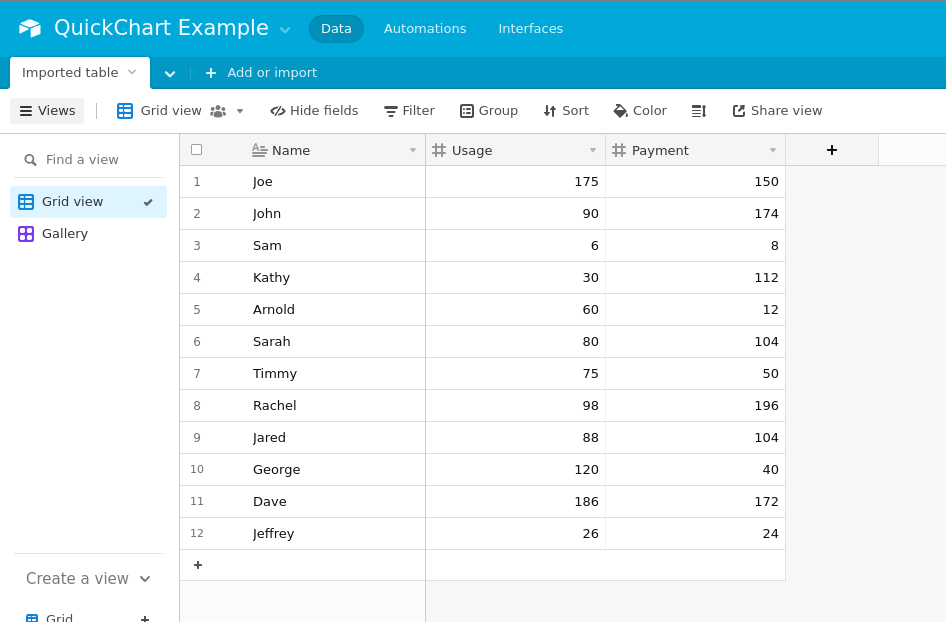 QuickChart Example Data Automations Interfaces
Imported table Add or import
Views Grid view Hide fields Filter Group Sort Color Share view
Find a view
Grid view
Gallery
Create a view
Grid
Name Usage Payment
1 Joe 175 150
2 John 90 174
3 Sam 6 8
4 Kathy 30 112
5 Arnold 60 12
6 Sarah 80 104
7 Timmy 75 50
8 Rachel 98 196
9 Jared 88 104
10 George 120 40
11 Dave 186 172
12 Jeffrey 26 24